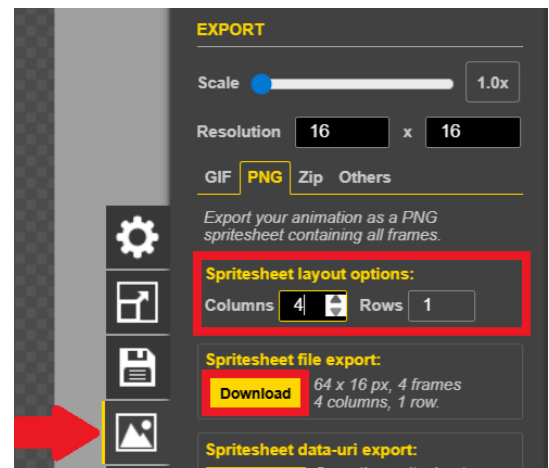 EXPORT
Scale 1.0x
Resolution 16 x 16
GIF PNG Zip Others
Export your animation as a PNG
spritesheet containing all frames.
Spritesheet layout options:
Columns 4 Rows 1
Spritesheet file export:
Download 64 x 16 px, 4 frames
4 columns, 1 row.
Spritesheet data-uri export: